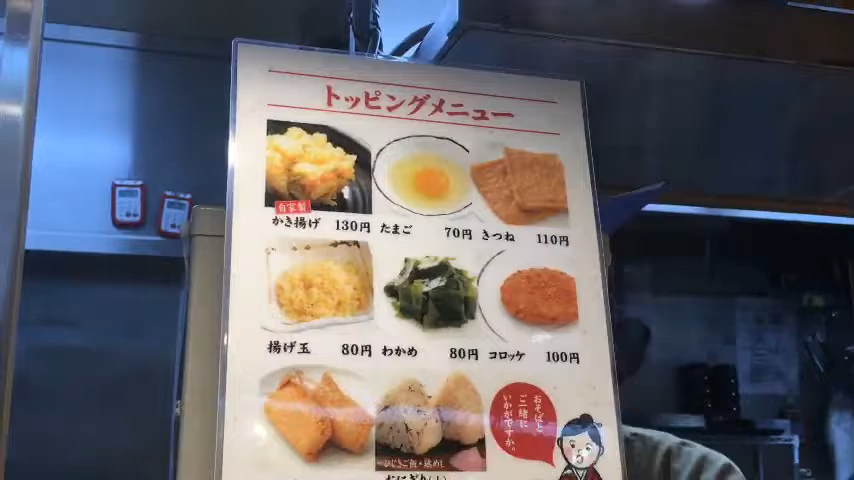 トッピングメニュー
自家製
かき揚げ 130円
たまご 70円
きつね 110円
揚げ玉 80円
わかめ 80円
コロッケ 100円
おそばと
ご一緒に
いかがですか。
ひじきご飯・鶏めし